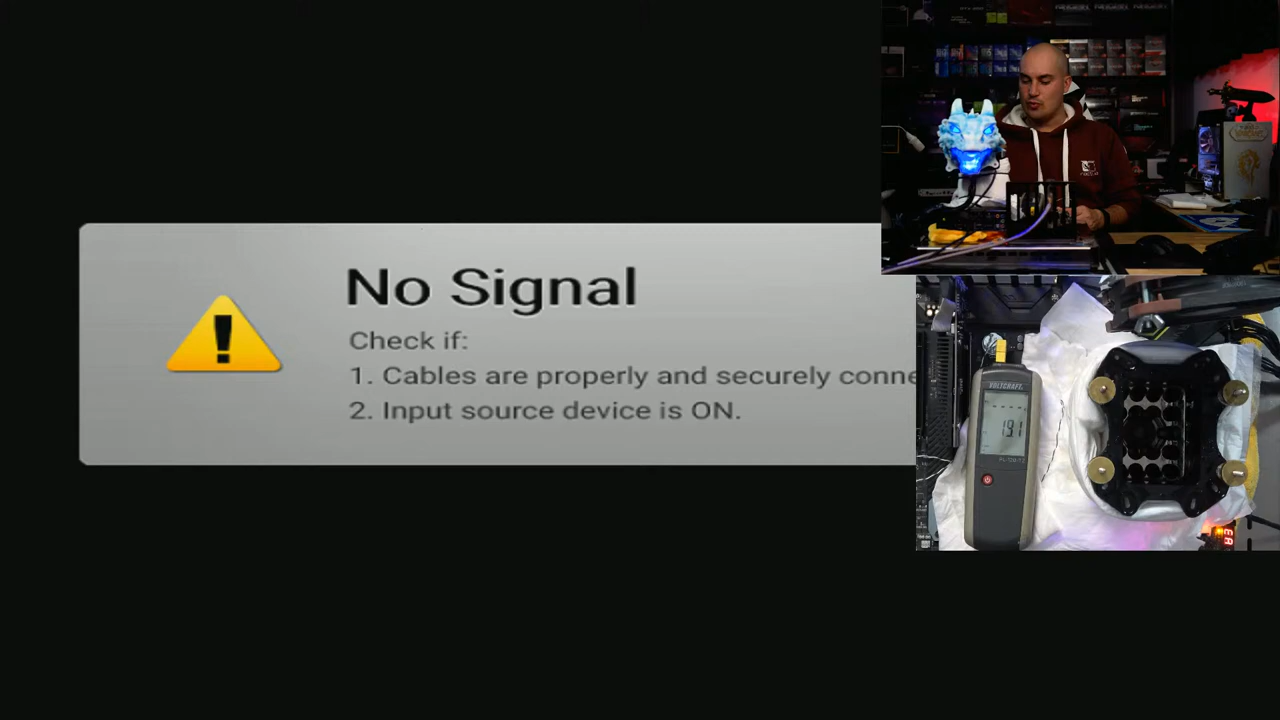 No Signal
Check if:
1. Cables are properly and securely conne
2. Input source device is ON.
VOLTCRAFT
19.1